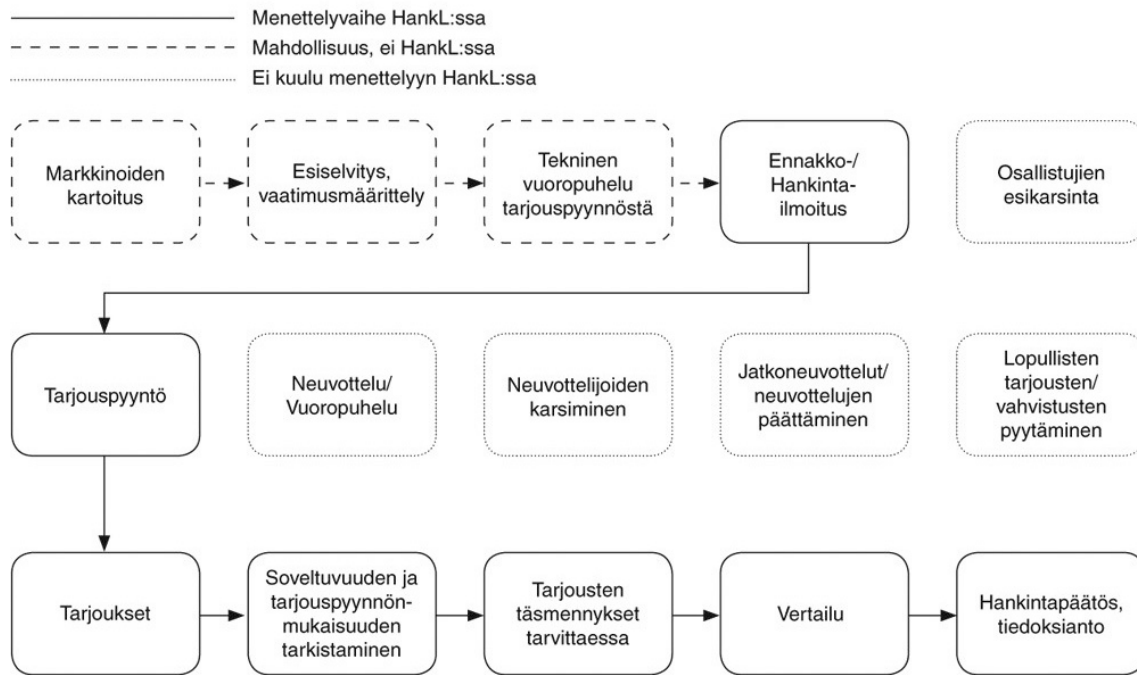 Menettelyvaihe HankL:ssa
Mahdollisuus, ei HankL:ssa
Ei kuulu menettelyyn HankL:ssa
Markkinoiden
kartoitus
Esiselvitys,
vaatimusmäärittely
Tekninen
vuoropuhelu
tarjouspyynnöstä
Ennakko-/
Hankinta-
ilmoitus
Osallistujien
esikarsinta
Tarjouspyyntö
Neuvottelu/
Vuoropuhelu
Neuvottelijoiden
karsiminen
Jatkoneuvottelut/
neuvottelujen
päättäminen
Lopullisten
tarjousten/
vahvistusten
pyytäminen
Tarjoukset
Soveltuvuuden ja
tarjouspyynnön-
mukaisuuden
tarkistaminen
Tarjousten
täsmennykset
tarvittaessa
Vertailu
Hankintapäätös,
tiedoksianto